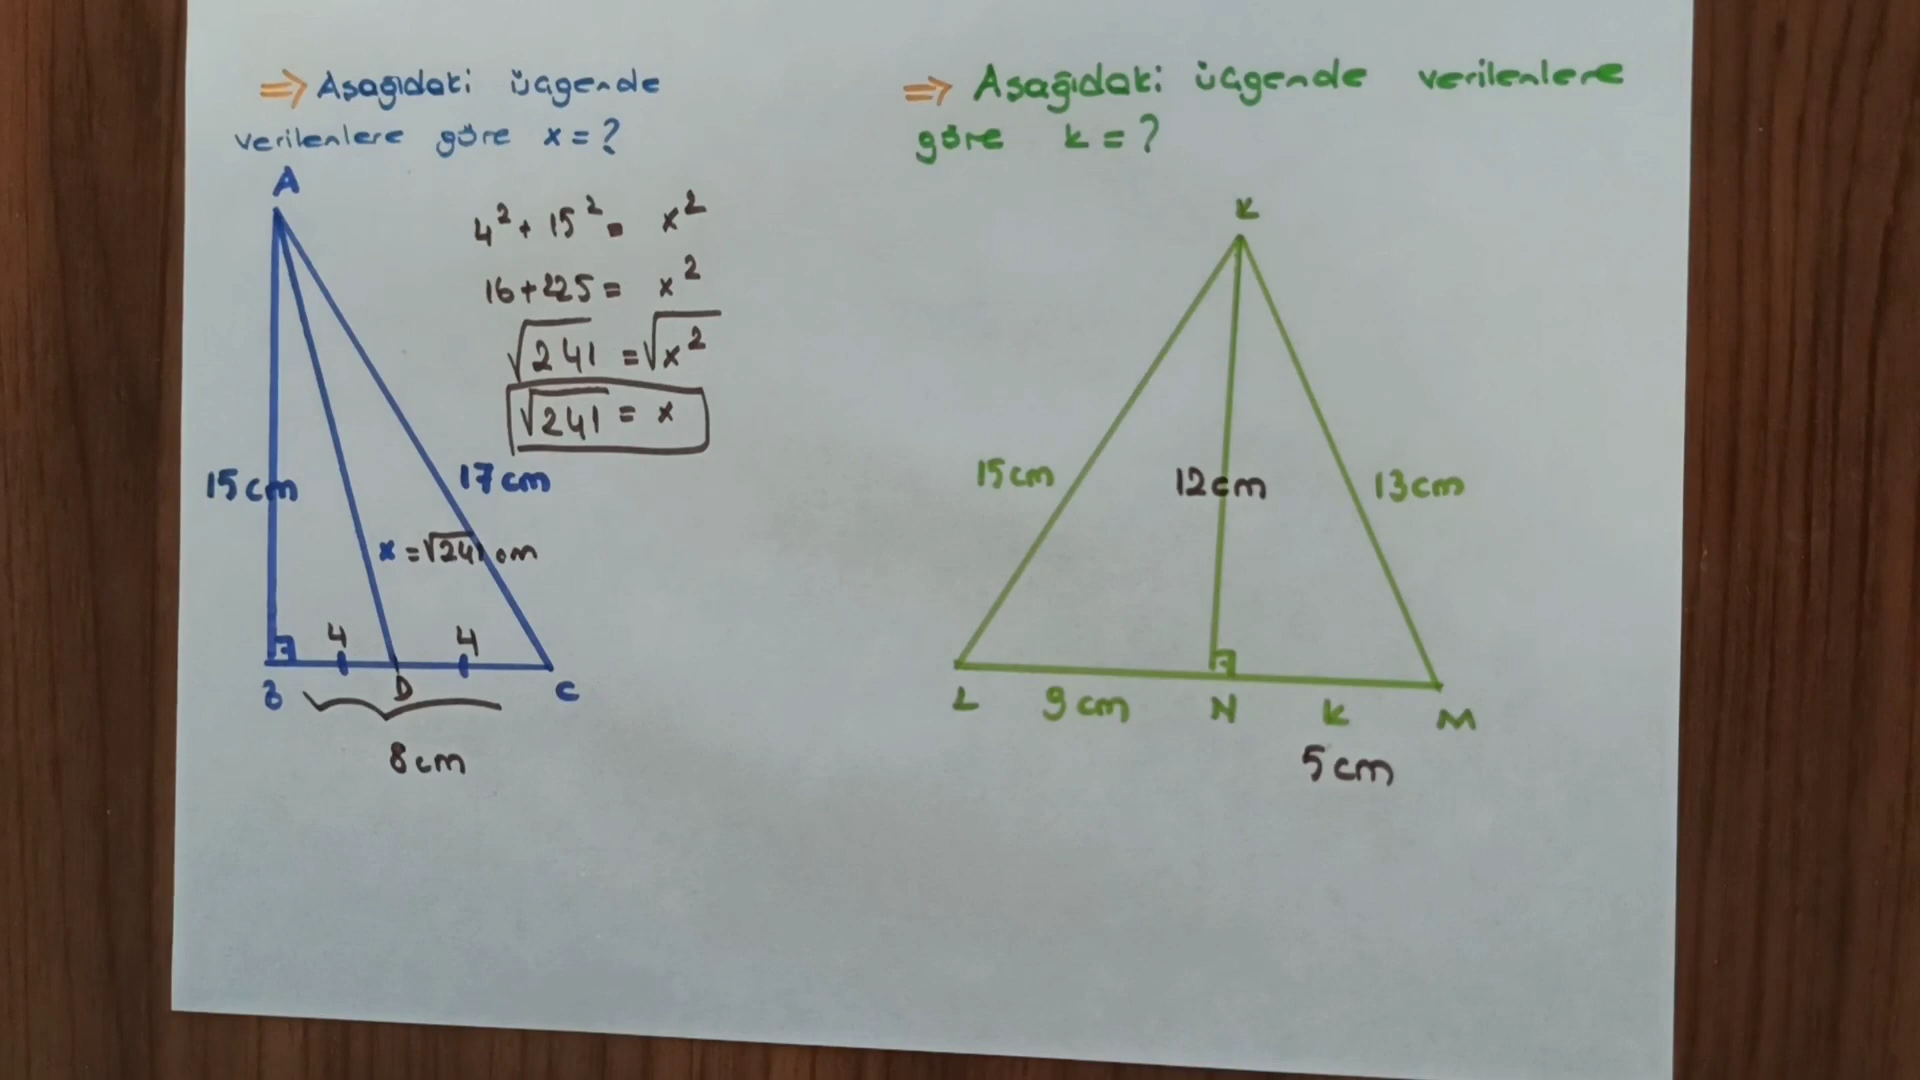 ⇒ Aşağıdaki üçgende
verilenlere göre x = ?
A
4² + 15² = x²
16 + 225 = x²
√241 = √x²
√241 = x
15 cm
17 cm
x = √241 cm
4
4
B
D
C
8 cm
⇒ Aşağıdaki üçgende verilenlere
göre k = ?
K
15 cm
12 cm
13 cm
L
9 cm
N
k
M
5 cm